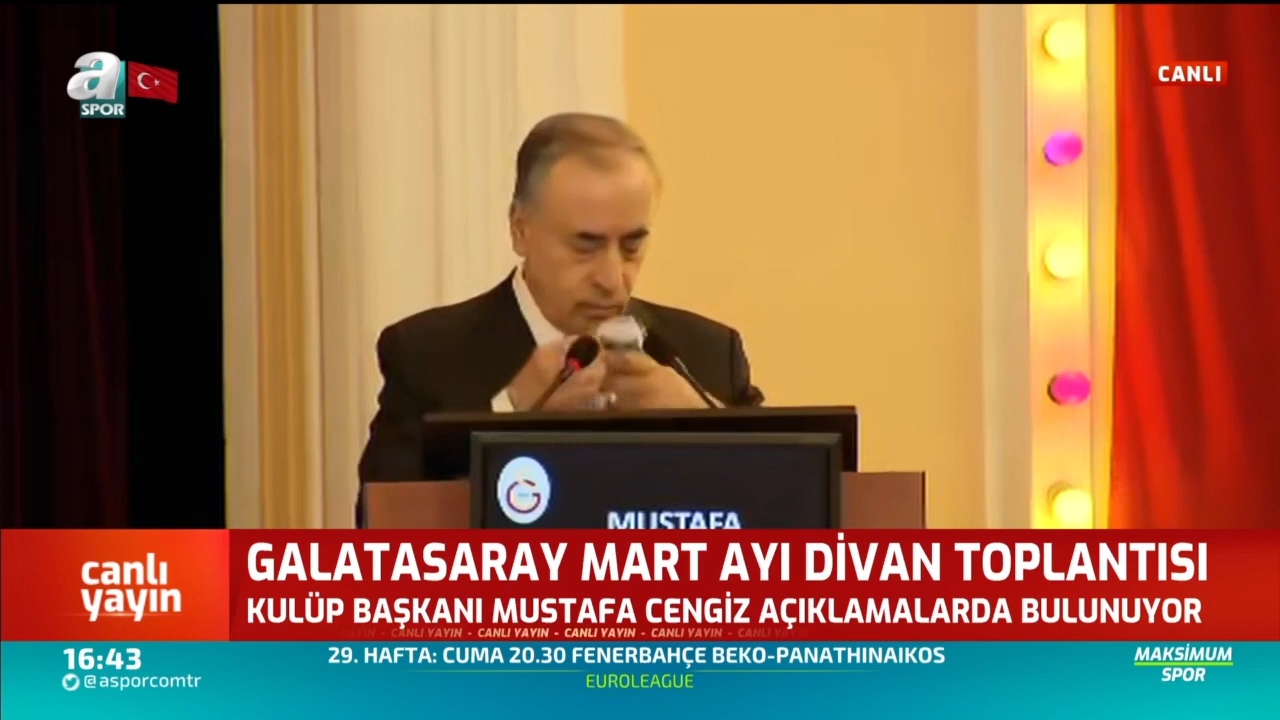 a
SPOR
CANLI
MUSTAFA
canlı
yayın
GALATASARAY MART AYI DİVAN TOPLANTISI
KULÜP BAŞKANI MUSTAFA CENGİZ AÇIKLAMALARDA BULUNUYOR
- CANLI YAYIN - CANLI YAYIN - CANLI YAYIN - CANLI YAYIN - CANLI YAYIN
16:43
@asporcomtr
29. HAFTA: CUMA 20.30 FENERBAHÇE BEKO-PANATHINAIKOS
EUROLEAGUE
MAKSİMUM
SPOR